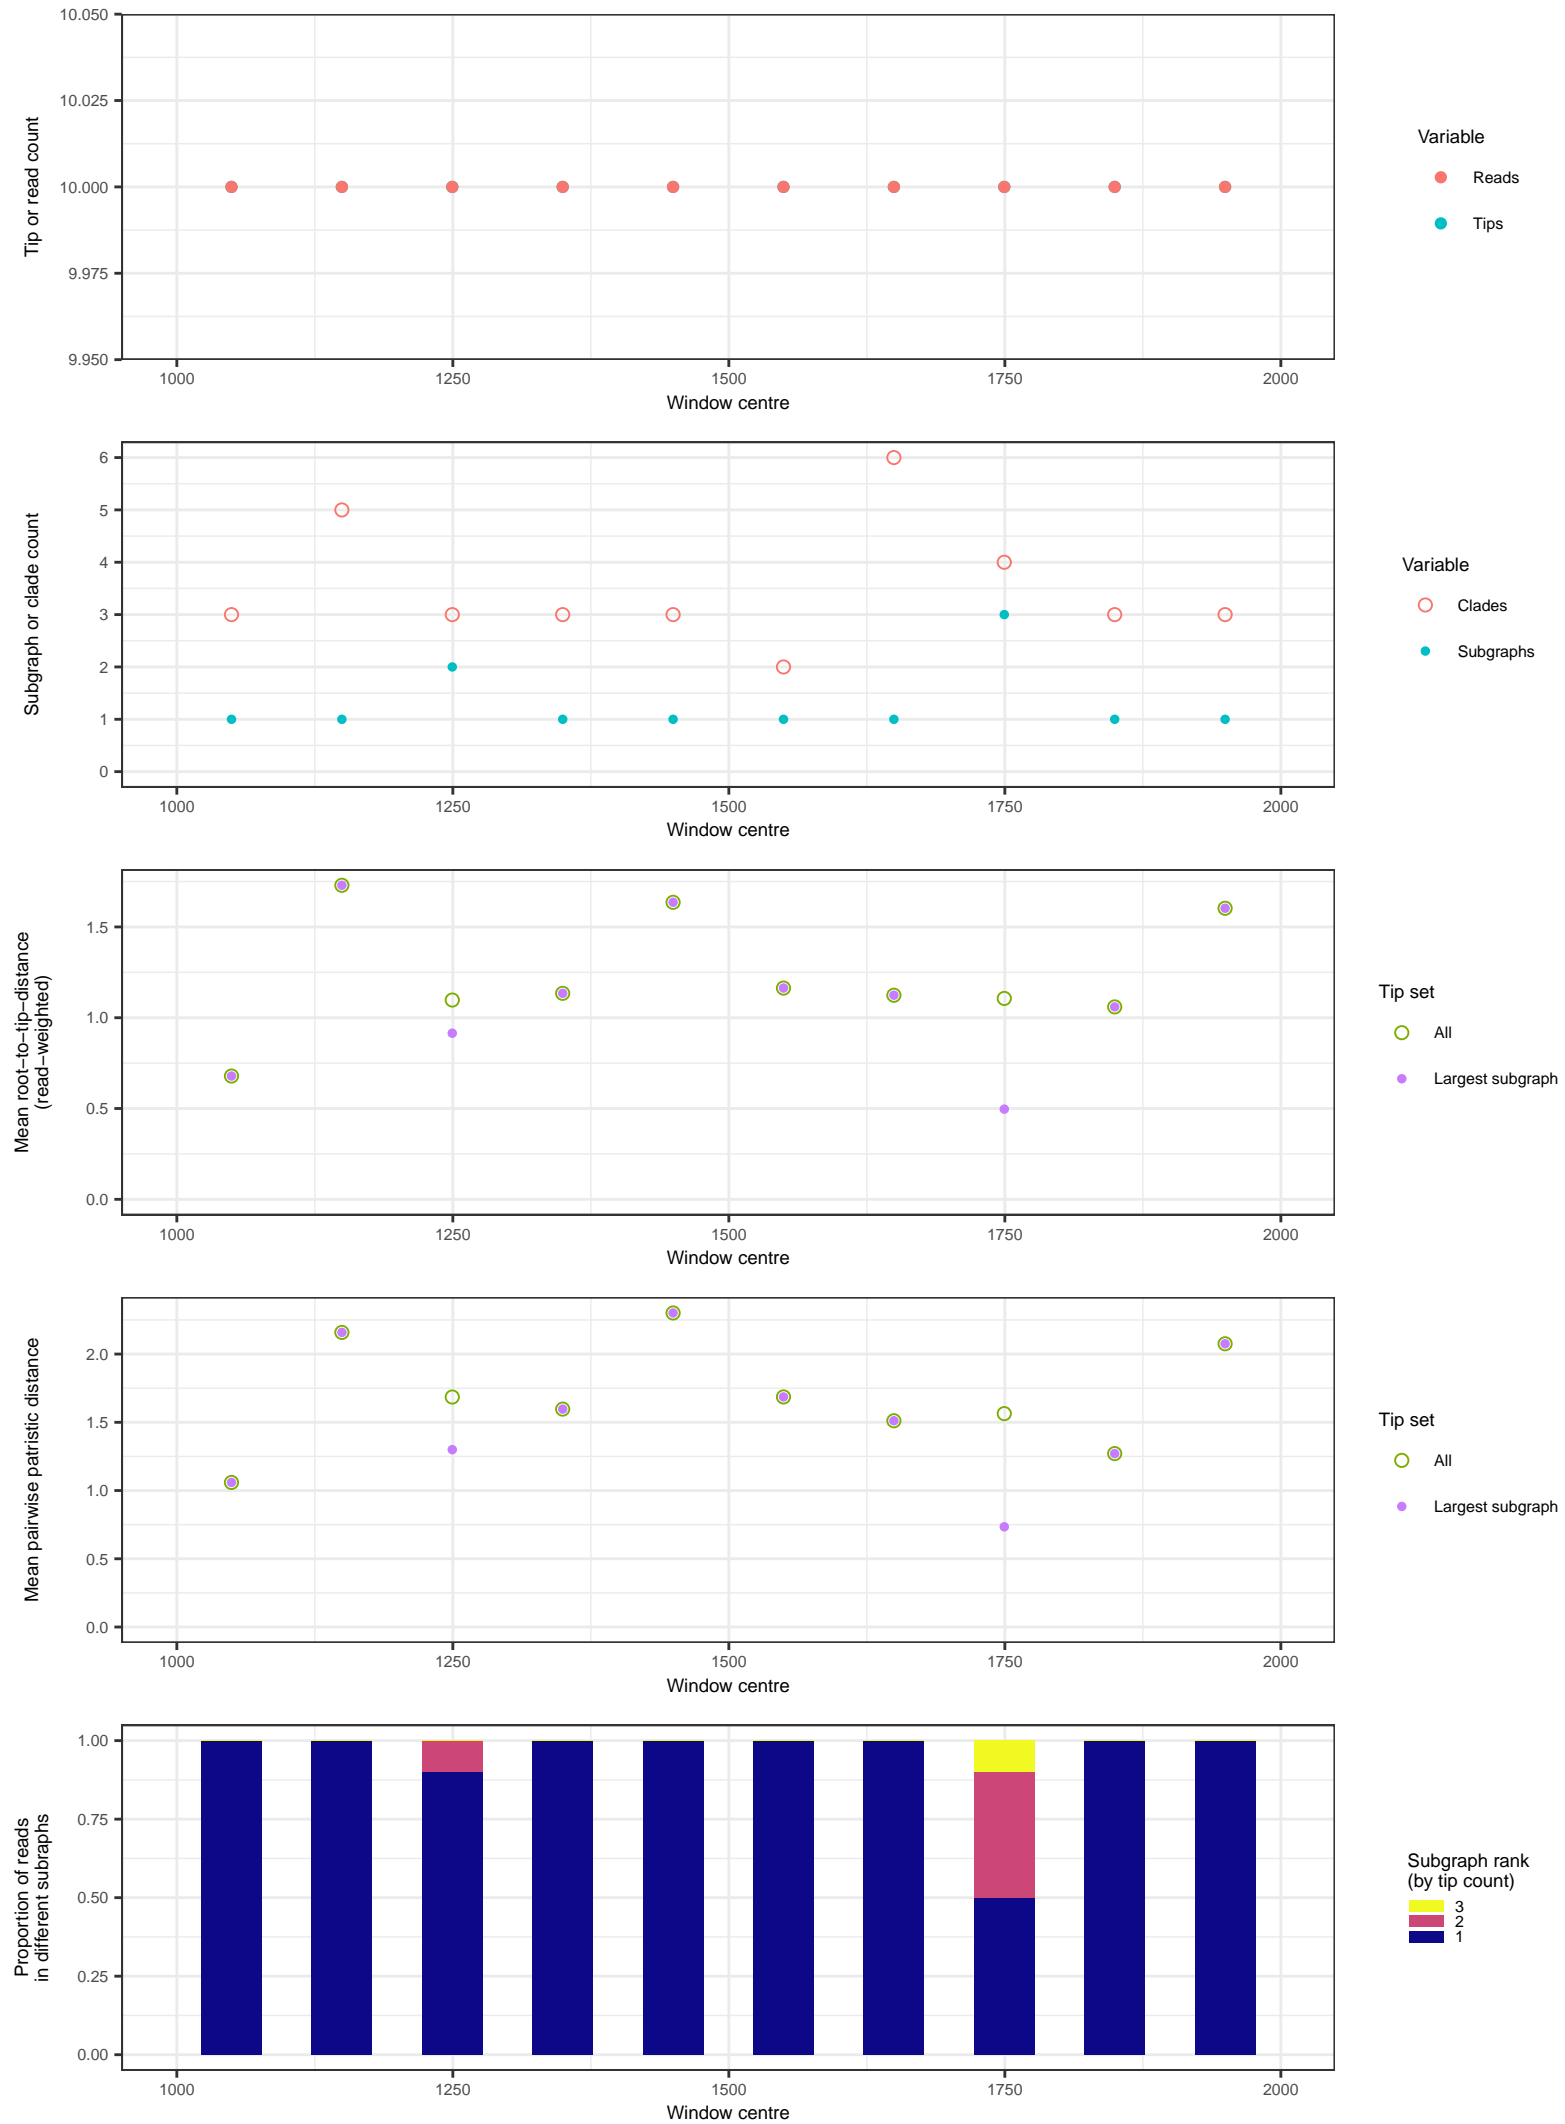 10.050
10.025
10.000
9.975
9.950
Tip or read count
1000 1250 1500 1750 2000
Window centre
Variable
Reads
Tips
6
5
4
3
2
1
0
Subgraph or clade count
1000 1250 1500 1750 2000
Window centre
Variable
Clades
Subgraphs
1.5
1.0
0.5
0.0
Mean root−to−tip−distance
(read−weighted)
1000 1250 1500 1750 2000
Window centre
Tip set
All
Largest subgraph
2.0
1.5
1.0
0.5
0.0
Mean pairwise patristic distance
1000 1250 1500 1750 2000
Window centre
Tip set
All
Largest subgraph
1.00
0.75
0.50
0.25
0.00
Proportion of reads
in different subraphs
1000 1250 1500 1750 2000
Window centre
Subgraph rank
(by tip count)
3
2
1